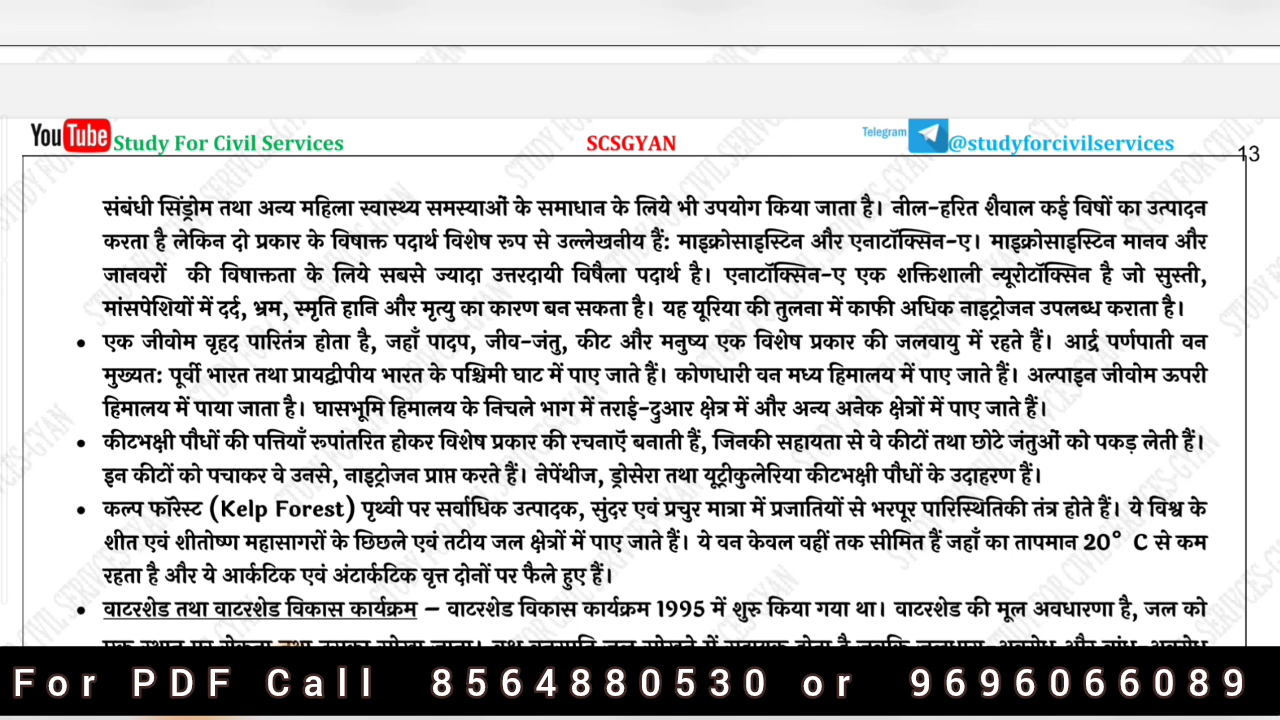 YouTube Study For Civil Services SCSGYAN Telegram @studyforcivilservices
13
संबंधी सिंड्रोम तथा अन्य महिला स्वास्थ्य समस्याओं के समाधान के लिये भी उपयोग किया जाता है। नील-हरित शैवाल कई विषों का उत्पादन
करता है लेकिन दो प्रकार के विषाक्त पदार्थ विशेष रूप से उल्लेखनीय हैं: माइक्रोसाइस्टिन और एनाटॉक्सिन-ए। माइक्रोसाइस्टिन मानव और
जानवरों की विषाक्तता के लिये सबसे ज्यादा उत्तरदायी विषैला पदार्थ है। एनाटॉक्सिन-ए एक शक्तिशाली न्यूरोटॉक्सिन है जो सुस्ती,
मांसपेशियों में दर्द, भ्रम, स्मृति हानि और मृत्यु का कारण बन सकता है। यह यूरिया की तुलना में काफी अधिक नाइट्रोजन उपलब्ध कराता है।
• एक जीवोम वृहद पारितंत्र होता है, जहाँ पादप, जीव-जंतु, कीट और मनुष्य एक विशेष प्रकार की जलवायु में रहते हैं। आर्द्र पर्णपाती वन
मुख्यत: पूर्वी भारत तथा प्रायद्वीपीय भारत के पश्चिमी घाट में पाए जाते हैं। कोणधारी वन मध्य हिमालय में पाए जाते हैं। अल्पाइन जीवोम ऊपरी
हिमालय में पाया जाता है। घासभूमि हिमालय के निचले भाग में तराई-दुआर क्षेत्र में और अन्य अनेक क्षेत्रों में पाए जाते हैं।
• कीटभक्षी पौधों की पत्तियाँ रूपांतरित होकर विशेष प्रकार की रचनाएँ बनाती हैं, जिनकी सहायता से वे कीटों तथा छोटे जंतुओं को पकड़ लेती हैं।
इन कीटों को पचाकर वे उनसे, नाइट्रोजन प्राप्त करते हैं। नेपेंथीज, ड्रोसेरा तथा यूट्रीकुलेरिया कीटभक्षी पौधों के उदाहरण हैं।
• कल्प फॉरेस्ट (Kelp Forest) पृथ्वी पर सर्वाधिक उत्पादक, सुंदर एवं प्रचुर मात्रा में प्रजातियों से भरपूर पारिस्थितिकी तंत्र होते हैं। ये विश्व के
शीत एवं शीतोष्ण महासागरों के छिछले एवं तटीय जल क्षेत्रों में पाए जाते हैं। ये वन केवल वहीं तक सीमित हैं जहाँ का तापमान 20° C से कम
रहता है और ये आर्कटिक एवं अंटार्कटिक वृत्त दोनों पर फैले हुए हैं।
• वाटरशेड तथा वाटरशेड विकास कार्यक्रम – वाटरशेड विकास कार्यक्रम 1995 में शुरु किया गया था। वाटरशेड की मूल अवधारणा है, जल को
For PDF Call 8564880530 or 9696066089